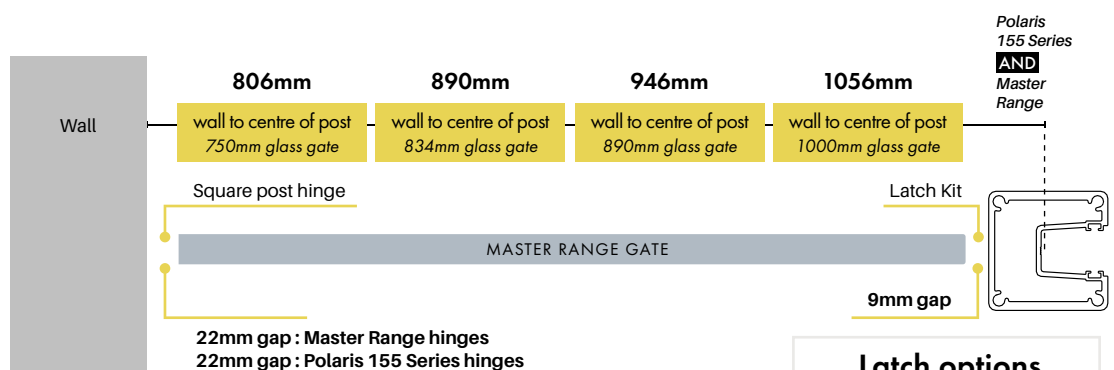 Polaris
155 Series
AND
Master
Range
806mm
890mm
946mm
1056mm
Wall
wall to centre of post
750mm glass gate
wall to centre of post
834mm glass gate
wall to centre of post
890mm glass gate
wall to centre of post
1000mm glass gate
Square post hinge
Latch Kit
MASTER RANGE GATE
9mm gap
22mm gap : Master Range hinges
22mm gap : Polaris 155 Series hinges
Latch options